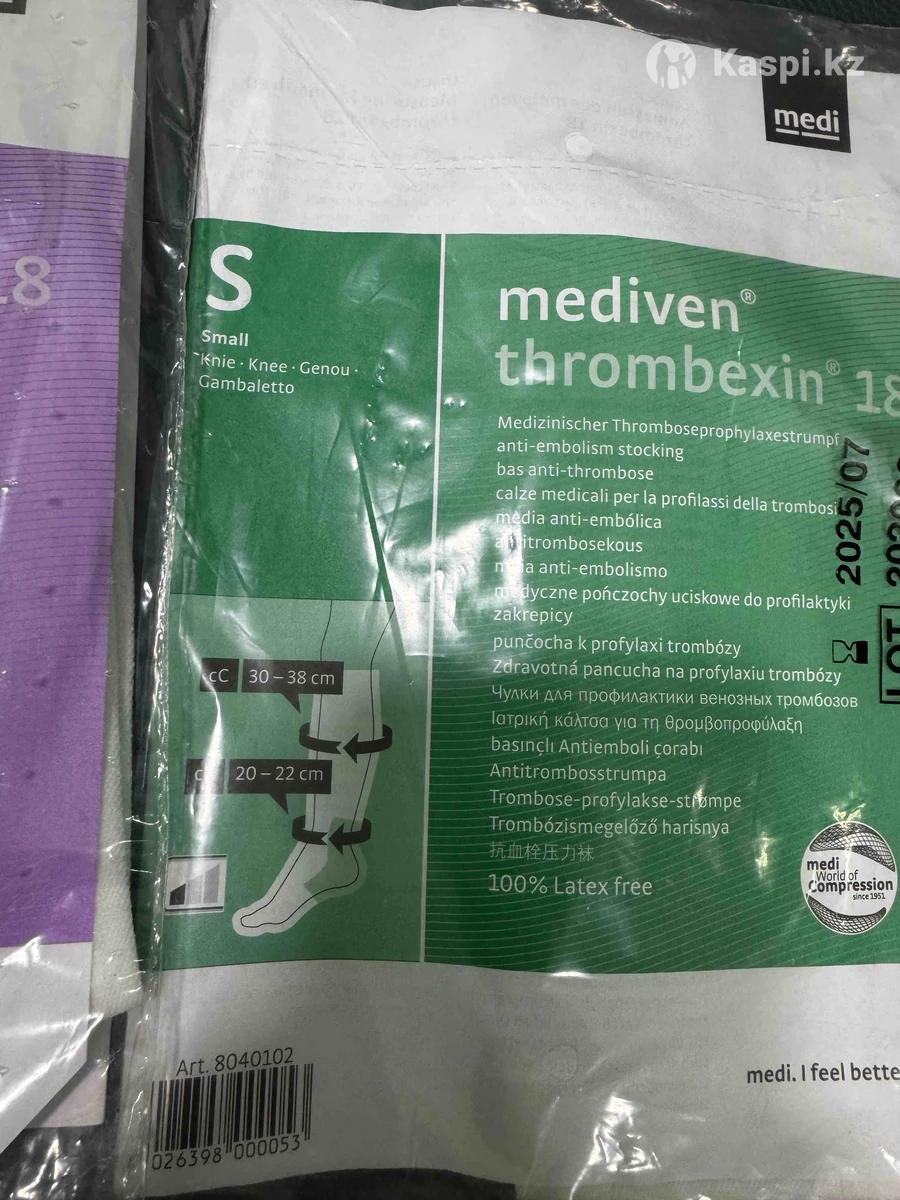 Kaspi.kz
medi
18
S
Small
Knie · Knee · Genou ·
Gambaletto
mediven®
thrombexin® 18
Medizinischer Thromboseprophylaxestrumpf
anti-embolism stocking
bas anti-thrombose
calze medicali per la profilassi della trombosi
media anti-embólica
antitrombosekous
meia anti-embolismo
medyczne pończochy uciskowe do profilaktyki
zakrepicy
punčocha k profylaxi trombózy
Zdravotná pancucha na profylaxiu trombózy
Чулки для профилактики венозных тромбозов
Ιατρική κάλτσα για τη θρομβοπροφύλαξη
basınçlı Antiemboli çorabı
Antitrombosstrumpa
Trombose-profylakse-strømpe
Trombózismegelőző harisnya
抗血栓压力袜
100% Latex free
2025/07
LOT
cC 30 – 38 cm
20 – 22 cm
medi
World of
Compression
since 1951
Art. 8040102
026398 000053
medi. I feel bette